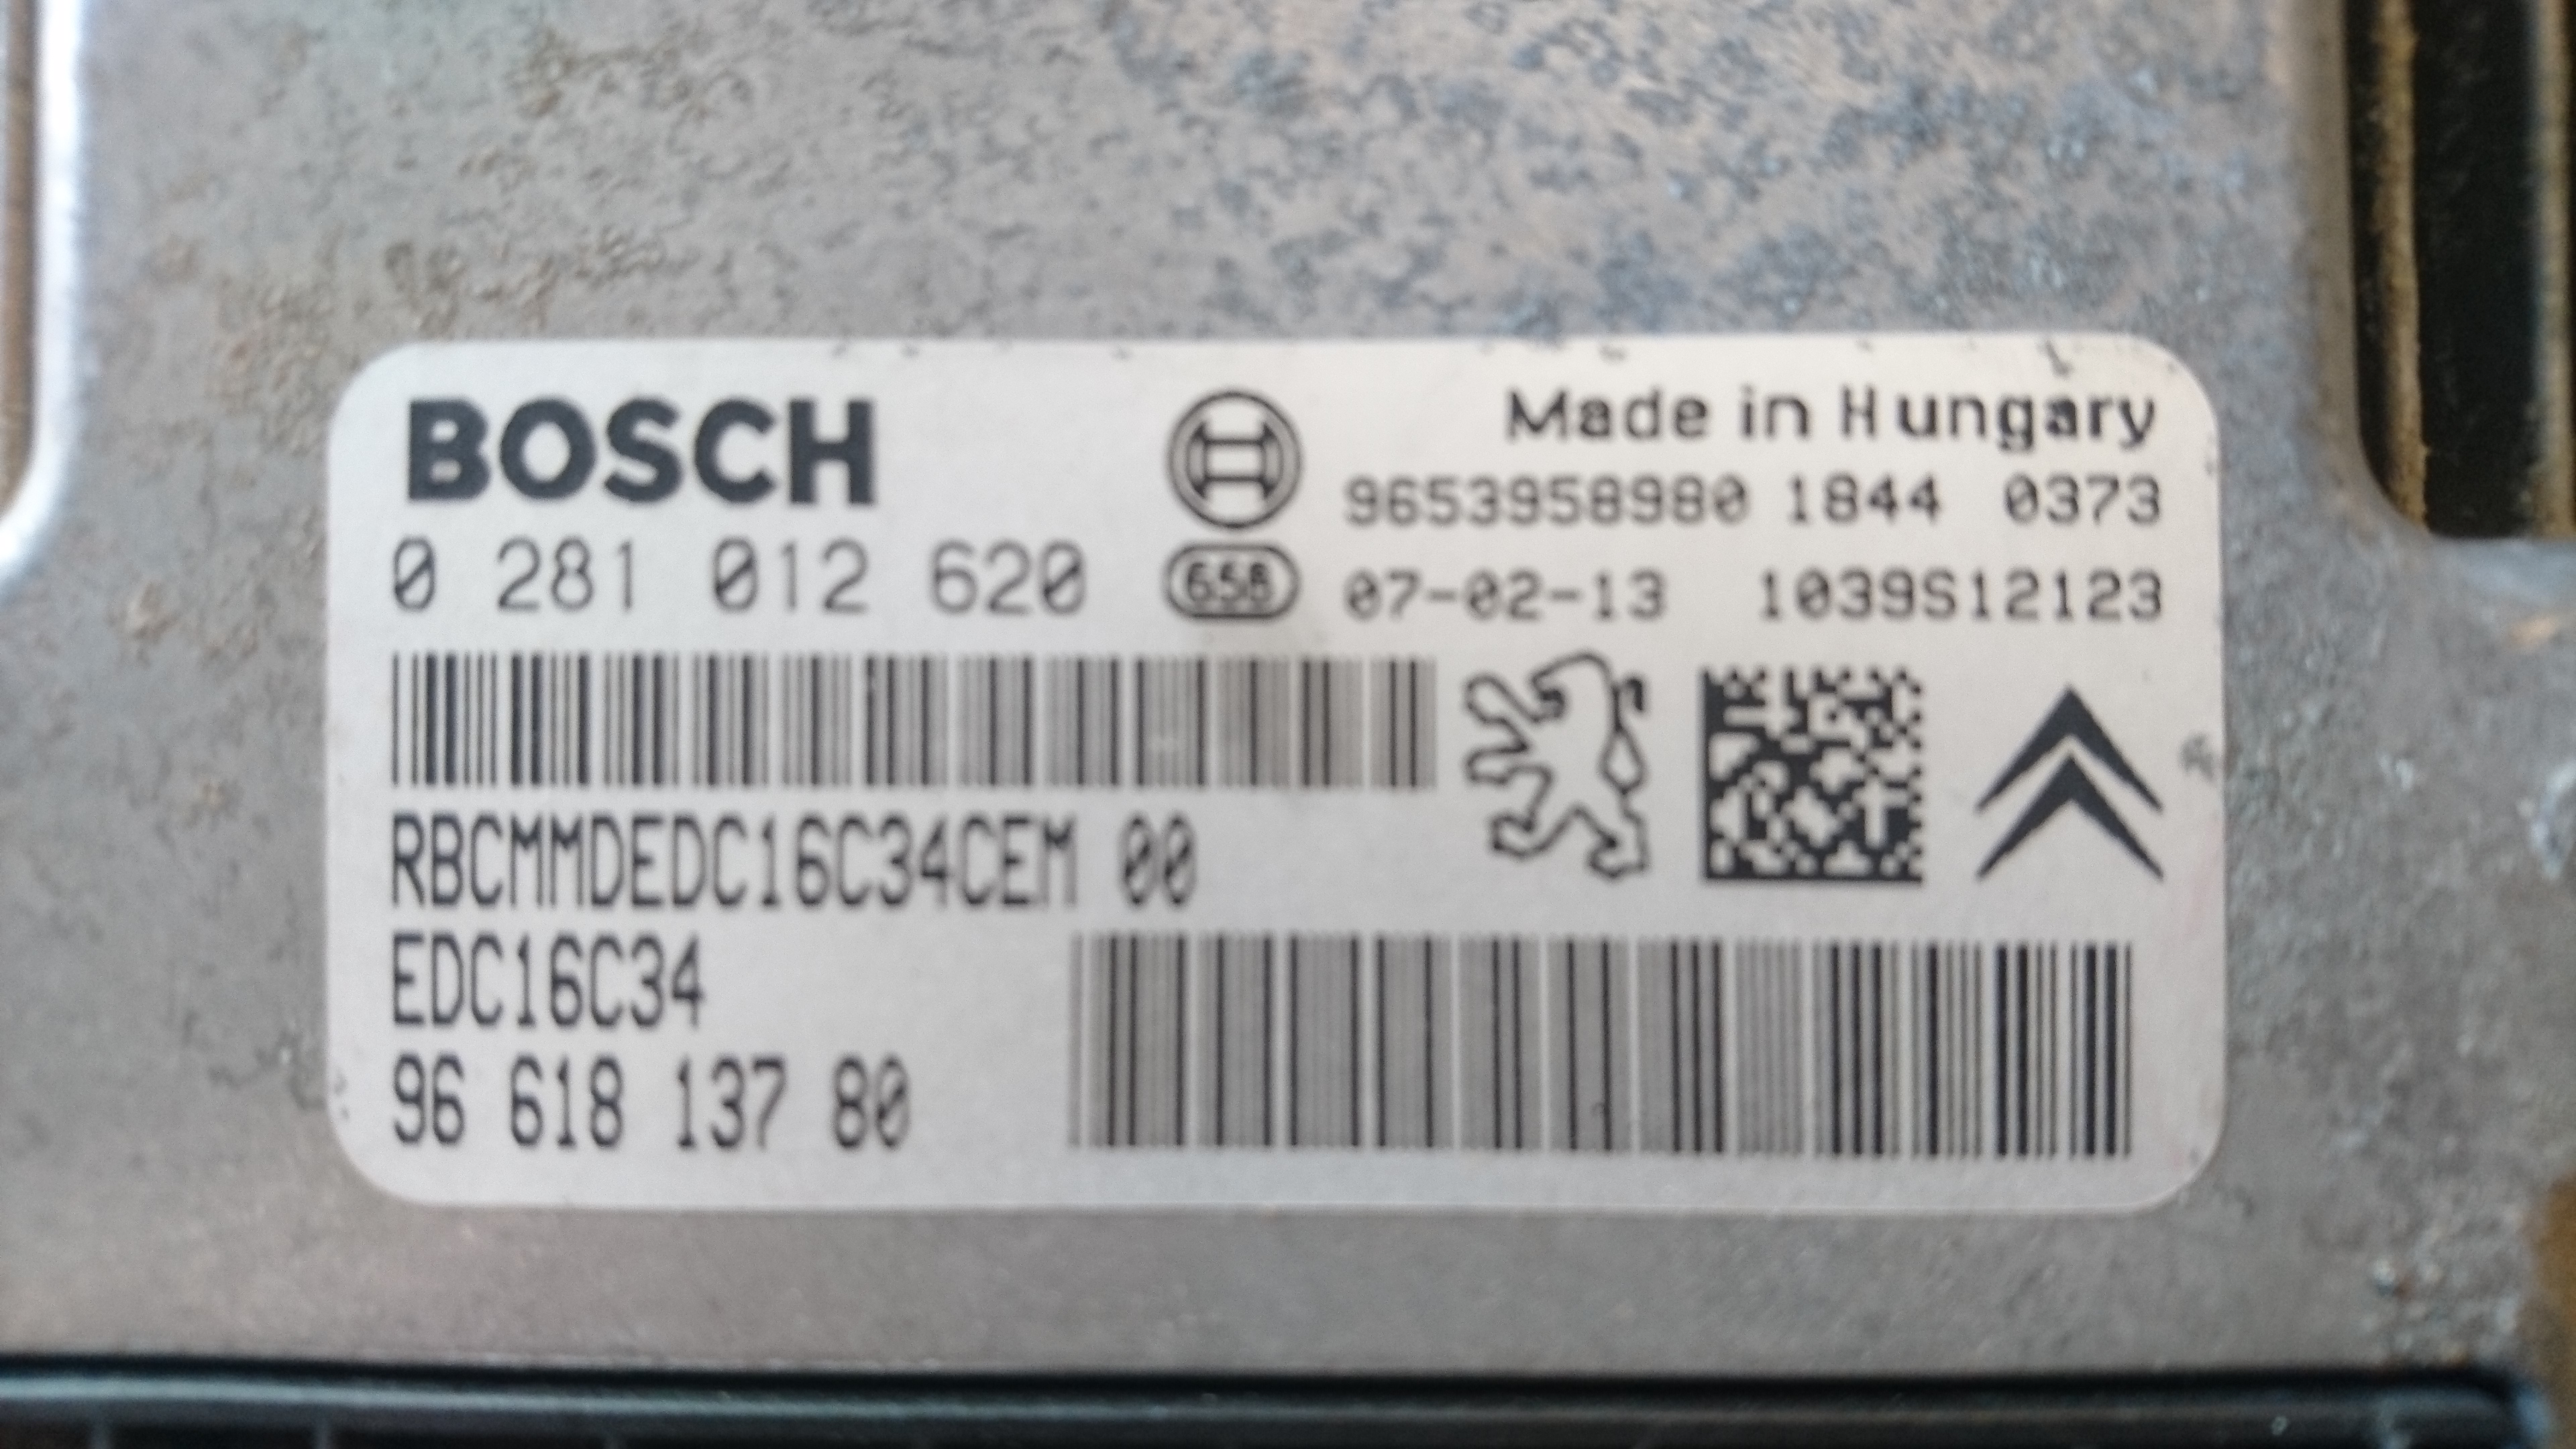 BOSCH
0 281 012 620
Made in Hungary
9653958980 1844 0373
658 07-02-13 1039S12123
RBCMMDEDC16C34CEM 00
EDC16C34
96 618 137 80